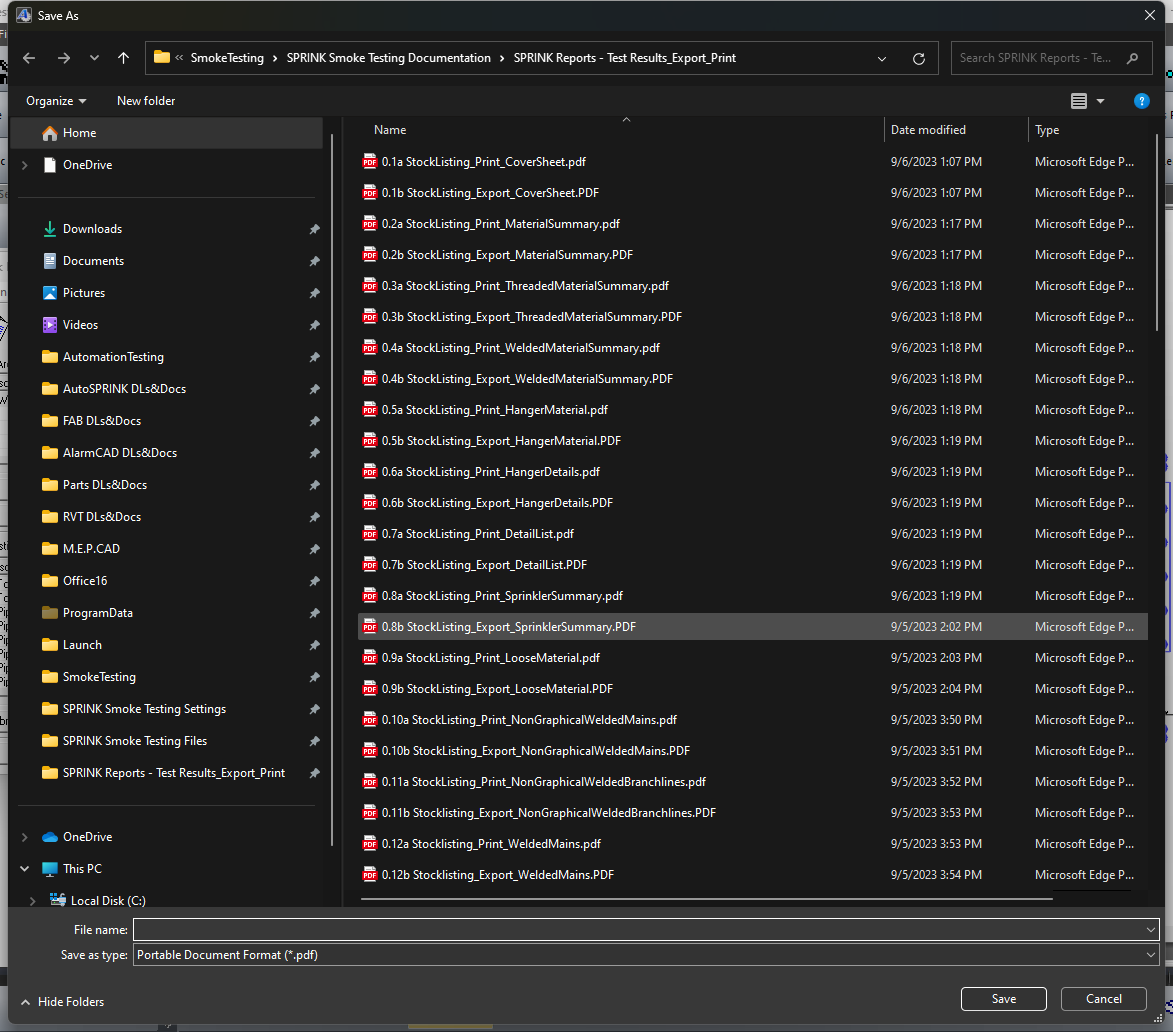 Save As
« SmokeTesting > SPRINK Smoke Testing Documentation > SPRINK Reports - Test Results_Export_Print
Search SPRINK Reports - Te...
Organize
New folder
?
Home
OneDrive
Downloads
Documents
Pictures
Videos
AutomationTesting
AutoSPRINK DLs&Docs
FAB DLs&Docs
AlarmCAD DLs&Docs
Parts DLs&Docs
RVT DLs&Docs
M.E.P.CAD
Office16
ProgramData
Launch
SmokeTesting
SPRINK Smoke Testing Settings
SPRINK Smoke Testing Files
SPRINK Reports - Test Results_Export_Print
OneDrive
This PC
Local Disk (C:)
Name Date modified Type
0.1a StockListing_Print_CoverSheet.pdf 9/6/2023 1:07 PM Microsoft Edge P...
0.1b StockListing_Export_CoverSheet.PDF 9/6/2023 1:07 PM Microsoft Edge P...
0.2a StockListing_Print_MaterialSummary.pdf 9/6/2023 1:17 PM Microsoft Edge P...
0.2b StockListing_Export_MaterialSummary.PDF 9/6/2023 1:17 PM Microsoft Edge P...
0.3a StockListing_Print_ThreadedMaterialSummary.pdf 9/6/2023 1:18 PM Microsoft Edge P...
0.3b StockListing_Export_ThreadedMaterialSummary.PDF 9/6/2023 1:18 PM Microsoft Edge P...
0.4a StockListing_Print_WeldedMaterialSummary.pdf 9/6/2023 1:18 PM Microsoft Edge P...
0.4b StockListing_Export_WeldedMaterialSummary.PDF 9/6/2023 1:18 PM Microsoft Edge P...
0.5a StockListing_Print_HangerMaterial.pdf 9/6/2023 1:18 PM Microsoft Edge P...
0.5b StockListing_Export_HangerMaterial.PDF 9/6/2023 1:19 PM Microsoft Edge P...
0.6a StockListing_Print_HangerDetails.pdf 9/6/2023 1:19 PM Microsoft Edge P...
0.6b StockListing_Export_HangerDetails.PDF 9/6/2023 1:19 PM Microsoft Edge P...
0.7a StockListing_Print_DetailList.pdf 9/6/2023 1:19 PM Microsoft Edge P...
0.7b StockListing_Export_DetailList.PDF 9/6/2023 1:19 PM Microsoft Edge P...
0.8a StockListing_Print_SprinklerSummary.pdf 9/6/2023 1:19 PM Microsoft Edge P...
0.8b StockListing_Export_SprinklerSummary.PDF 9/5/2023 2:02 PM Microsoft Edge P...
0.9a StockListing_Print_LooseMaterial.pdf 9/5/2023 2:03 PM Microsoft Edge P...
0.9b StockListing_Export_LooseMaterial.PDF 9/5/2023 2:04 PM Microsoft Edge P...
0.10a StockListing_Print_NonGraphicalWeldedMains.pdf 9/5/2023 3:50 PM Microsoft Edge P...
0.10b StockListing_Export_NonGraphicalWeldedMains.PDF 9/5/2023 3:51 PM Microsoft Edge P...
0.11a StockListing_Print_NonGraphicalWeldedBranchlines.pdf 9/5/2023 3:52 PM Microsoft Edge P...
0.11b StockListing_Export_NonGraphicalWeldedBranchlines.PDF 9/5/2023 3:53 PM Microsoft Edge P...
0.12a Stocklisting_Print_WeldedMains.pdf 9/5/2023 3:53 PM Microsoft Edge P...
0.12b Stocklisting_Export_WeldedMains.PDF 9/5/2023 3:54 PM Microsoft Edge P...
File name:
Save as type: Portable Document Format (*.pdf)
Hide Folders
Save
Cancel